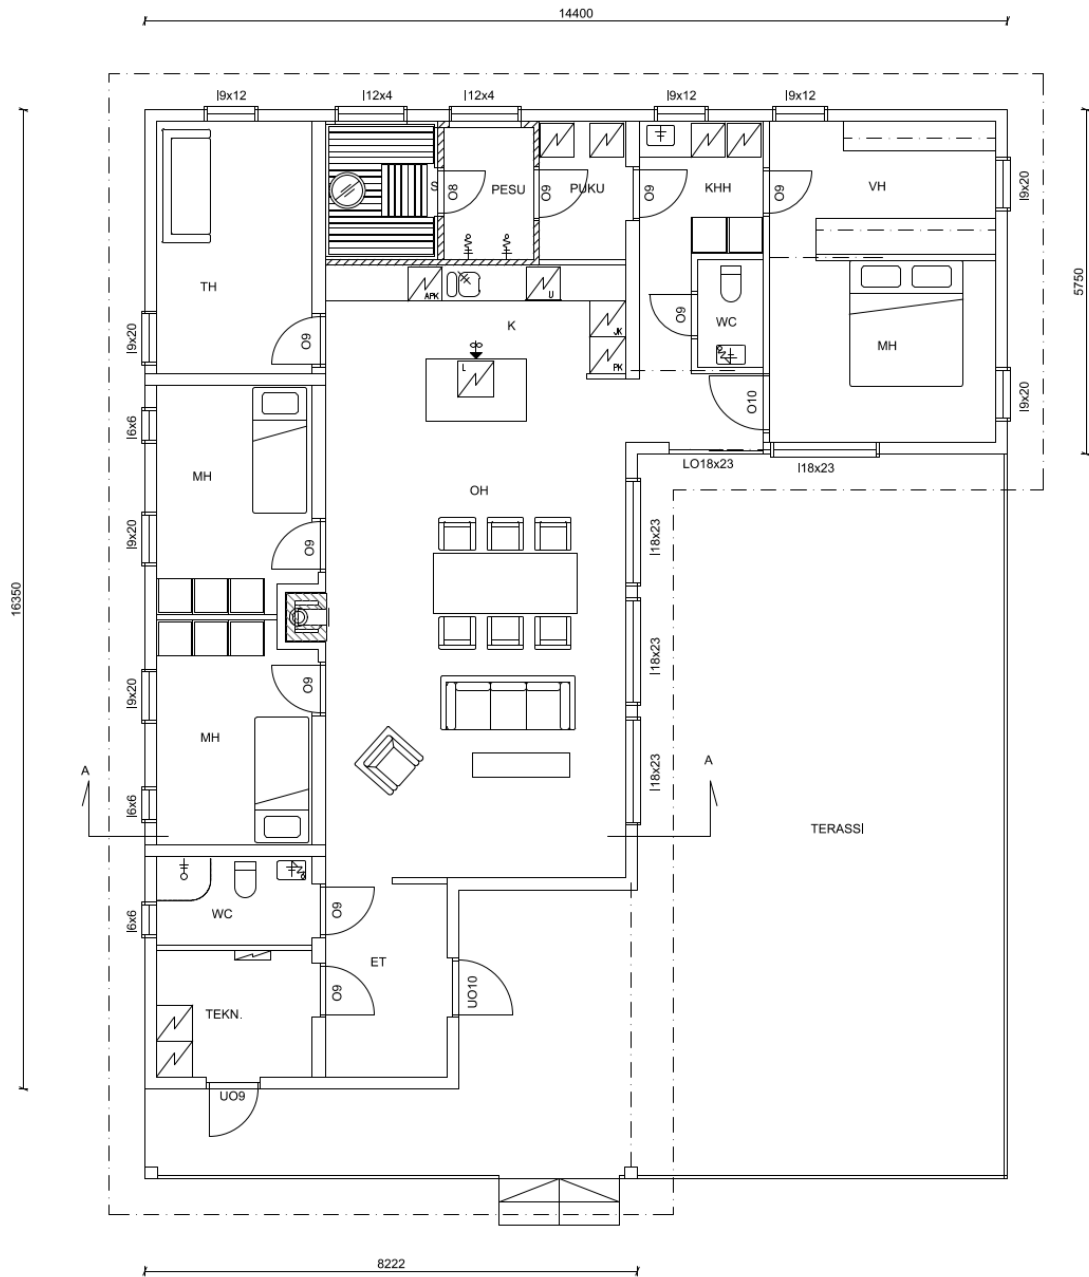 14400
I9x12
I12x4
I12x4
I9x12
I9x12
S
O8
PESU
O9
PUKU
O9
KHH
O9
VH
I9x20
5750
TH
APK
U
K
JK
PK
O9
WC
MH
I9x20
O9
L
I9x20
O10
I6x6
MH
OH
LO18x23
I18x23
I9x20
O9
I18x23
16350
I18x23
I9x20
O9
MH
I18x23
A
A
I6x6
TERASSI
I6x6
WC
O9
ET
TEKN.
O9
UO10
UO9
8222